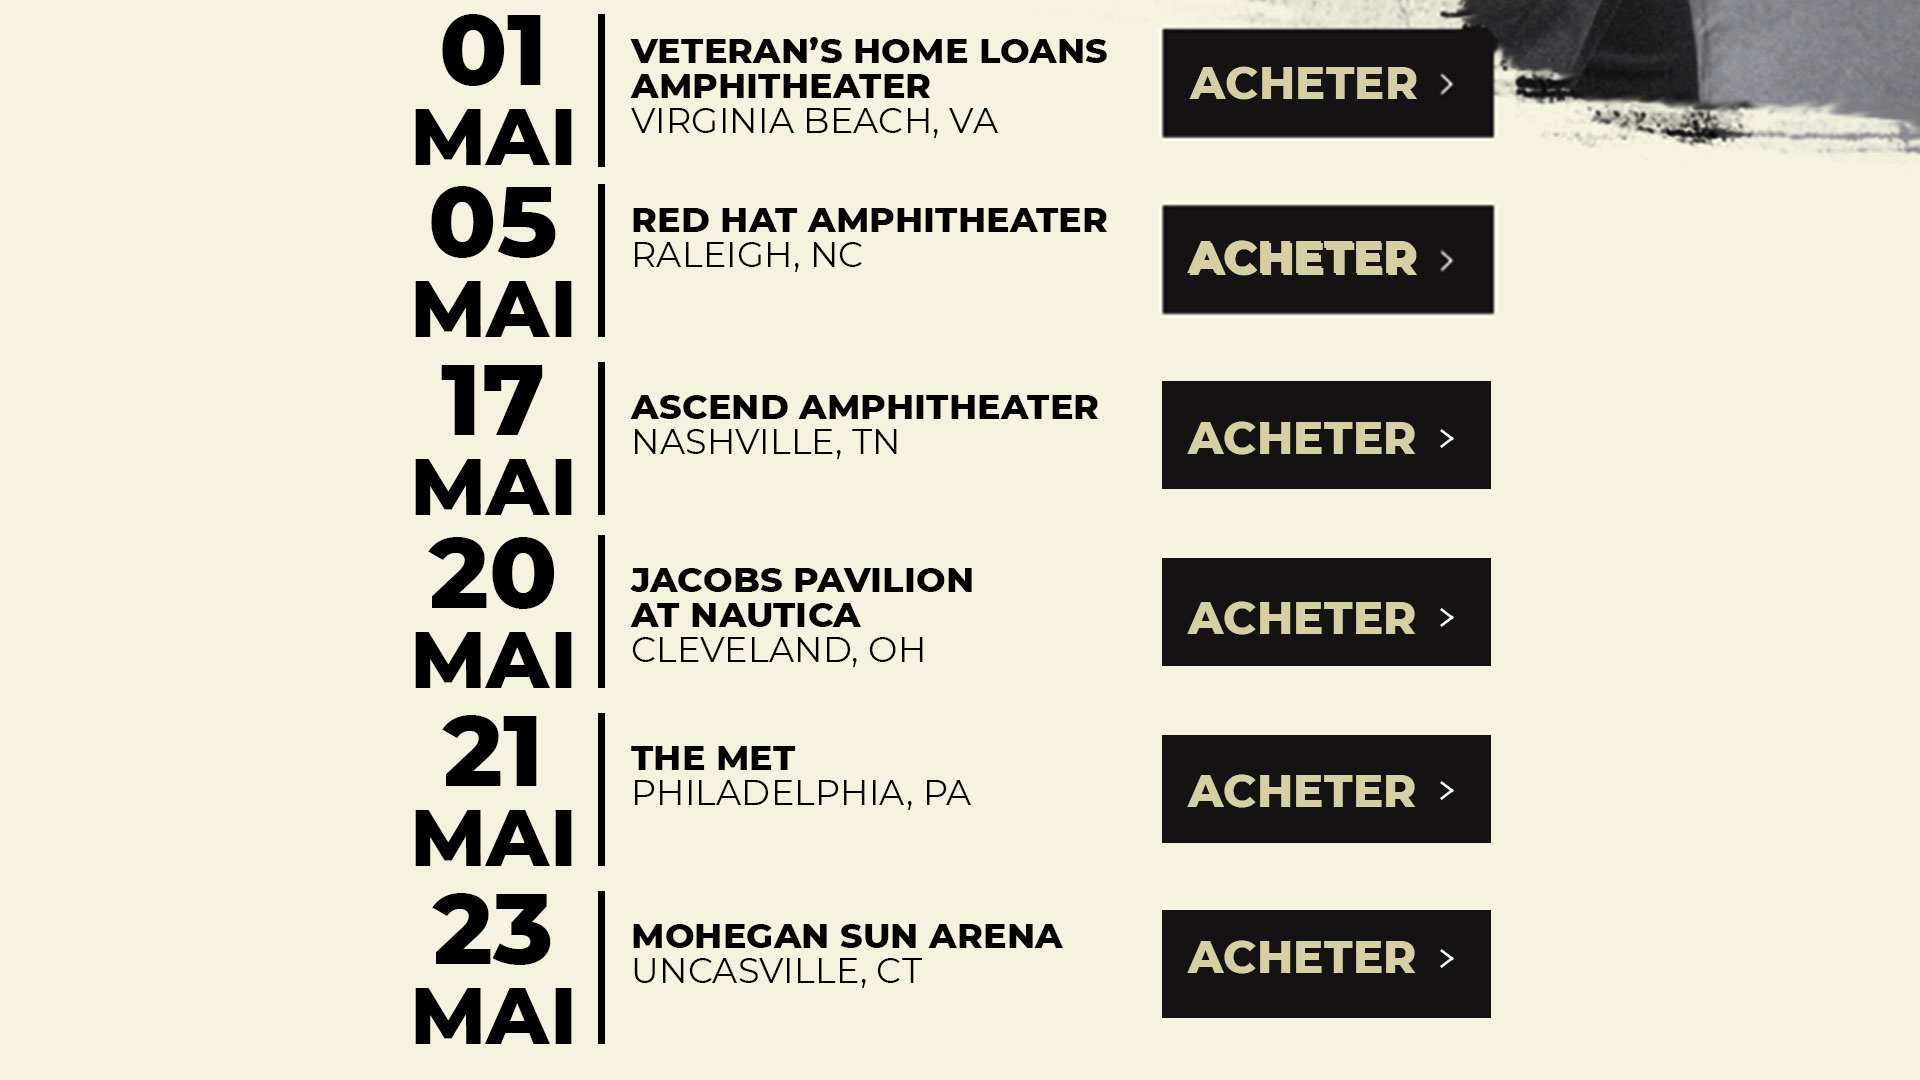 01
MAI
VETERAN’S HOME LOANS
AMPHITHEATER
VIRGINIA BEACH, VA
ACHETER >
05
MAI
RED HAT AMPHITHEATER
RALEIGH, NC
ACHETER >
17
MAI
ASCEND AMPHITHEATER
NASHVILLE, TN
ACHETER >
20
MAI
JACOBS PAVILION
AT NAUTICA
CLEVELAND, OH
ACHETER >
21
MAI
THE MET
PHILADELPHIA, PA
ACHETER >
23
MAI
MOHEGAN SUN ARENA
UNCASVILLE, CT
ACHETER >